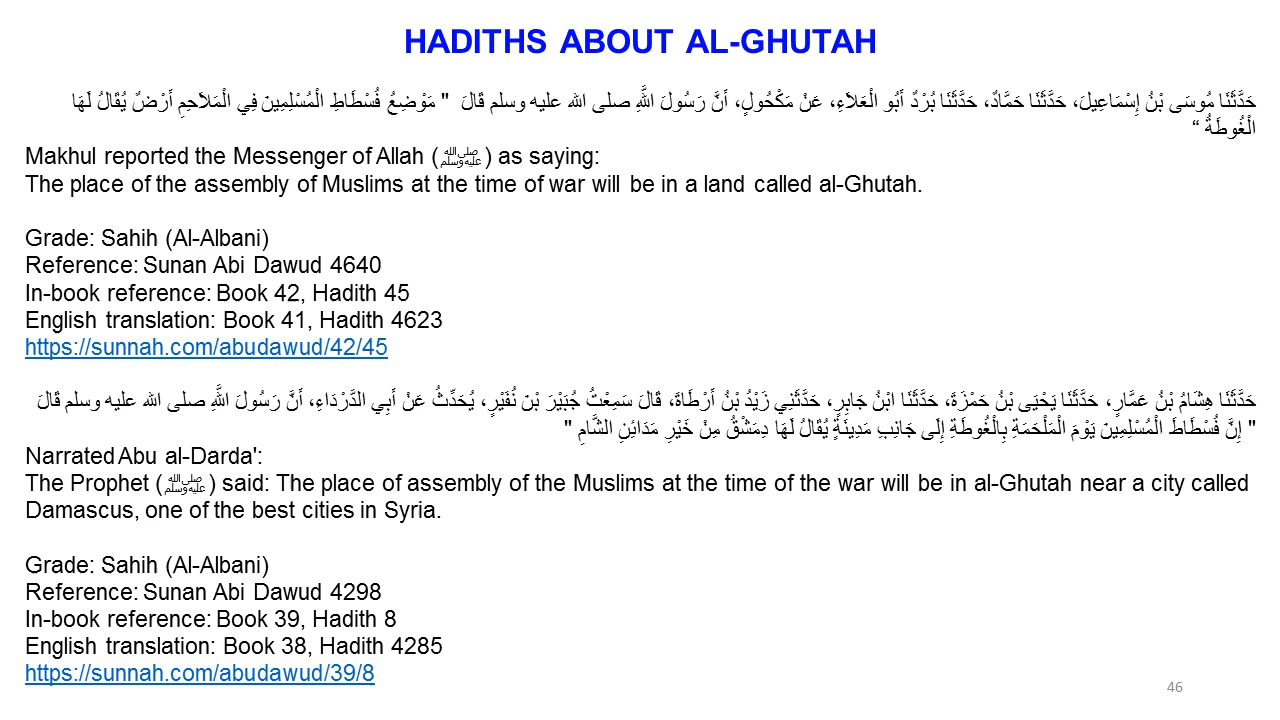 HADITHS ABOUT AL-GHUTAH
حَدَّثَنَا مُوسَى بْنُ إِسْمَاعِيلَ، حَدَّثَنَا حَمَّادٌ، حَدَّثَنَا بُرْدٌ أَبُو الْعَلاَءِ، عَنْ مَكْحُولٍ، أَنَّ رَسُولَ اللَّهِ صلى الله عليه وسلم قَالَ " مَوْضِعُ فُسْطَاطِ الْمُسْلِمِينَ فِي الْمَلاَحِمِ أَرْضٌ يُقَالُ لَهَا
الْغُوطَةُ “
Makhul reported the Messenger of Allah (ﷺ) as saying:
The place of the assembly of Muslims at the time of war will be in a land called al-Ghutah.
Grade: Sahih (Al-Albani)
Reference: Sunan Abi Dawud 4640
In-book reference: Book 42, Hadith 45
English translation: Book 41, Hadith 4623
https://sunnah.com/abudawud/42/45
حَدَّثَنَا هِشَامُ بْنُ عَمَّارٍ، حَدَّثَنَا يَحْيَى بْنُ حَمْزَةَ، حَدَّثَنَا ابْنُ جَابِرٍ، حَدَّثَنِي زَيْدُ بْنُ أَرْطَاةَ، قَالَ سَمِعْتُ جُبَيْرَ بْنَ نُفَيْرٍ، يُحَدِّثُ عَنْ أَبِي الدَّرْدَاءِ، أَنَّ رَسُولَ اللَّهِ صلى الله عليه وسلم قَالَ
" إِنَّ فُسْطَاطَ الْمُسْلِمِينَ يَوْمَ الْمَلْحَمَةِ بِالْغُوطَةِ إِلَى جَانِبِ مَدِينَةٍ يُقَالُ لَهَا دِمَشْقُ مِنْ خَيْرِ مَدَائِنِ الشَّامِ "
Narrated Abu al-Darda':
The Prophet (ﷺ) said: The place of assembly of the Muslims at the time of the war will be in al-Ghutah near a city called
Damascus, one of the best cities in Syria.
Grade: Sahih (Al-Albani)
Reference: Sunan Abi Dawud 4298
In-book reference: Book 39, Hadith 8
English translation: Book 38, Hadith 4285
https://sunnah.com/abudawud/39/8
46